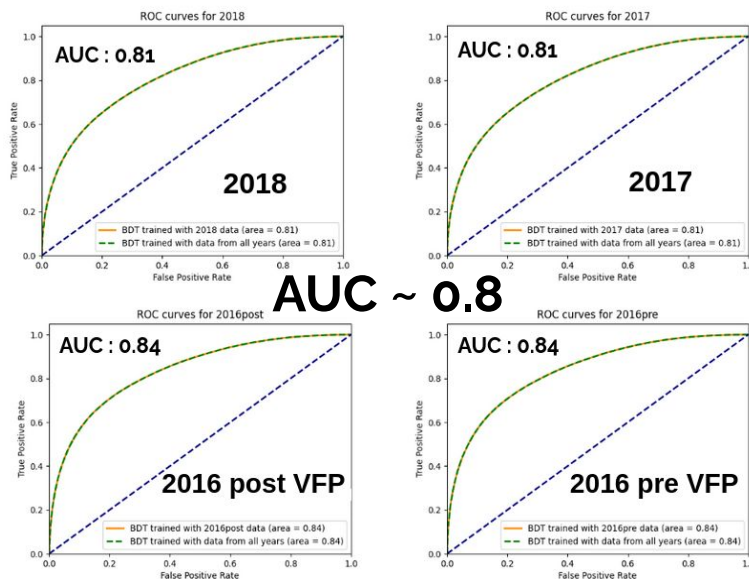 ROC curves for 2018
AUC : 0.81
True Positive Rate
1.0
0.8
0.6
0.4
0.2
0.0
2018
BDT trained with 2018 data (area = 0.81)
BDT trained with data from all years (area = 0.81)
0.0 0.2 0.4 0.6 0.8 1.0
False Positive Rate
ROC curves for 2017
AUC : 0.81
True Positive Rate
1.0
0.8
0.6
0.4
0.2
0.0
2017
BDT trained with 2017 data (area = 0.81)
BDT trained with data from all years (area = 0.81)
0.0 0.2 0.4 0.6 0.8 1.0
False Positive Rate
AUC ~ 0.8
ROC curves for 2016post
AUC : 0.84
True Positive Rate
1.0
0.8
0.6
0.4
0.2
0.0
2016 post VFP
BDT trained with 2016post data (area = 0.84)
BDT trained with data from all years (area = 0.84)
0.0 0.2 0.4 0.6 0.8 1.0
False Positive Rate
ROC curves for 2016pre
AUC : 0.84
True Positive Rate
1.0
0.8
0.6
0.4
0.2
0.0
2016 pre VFP
BDT trained with 2016pre data (area = 0.84)
BDT trained with data from all years (area = 0.84)
0.0 0.2 0.4 0.6 0.8 1.0
False Positive Rate